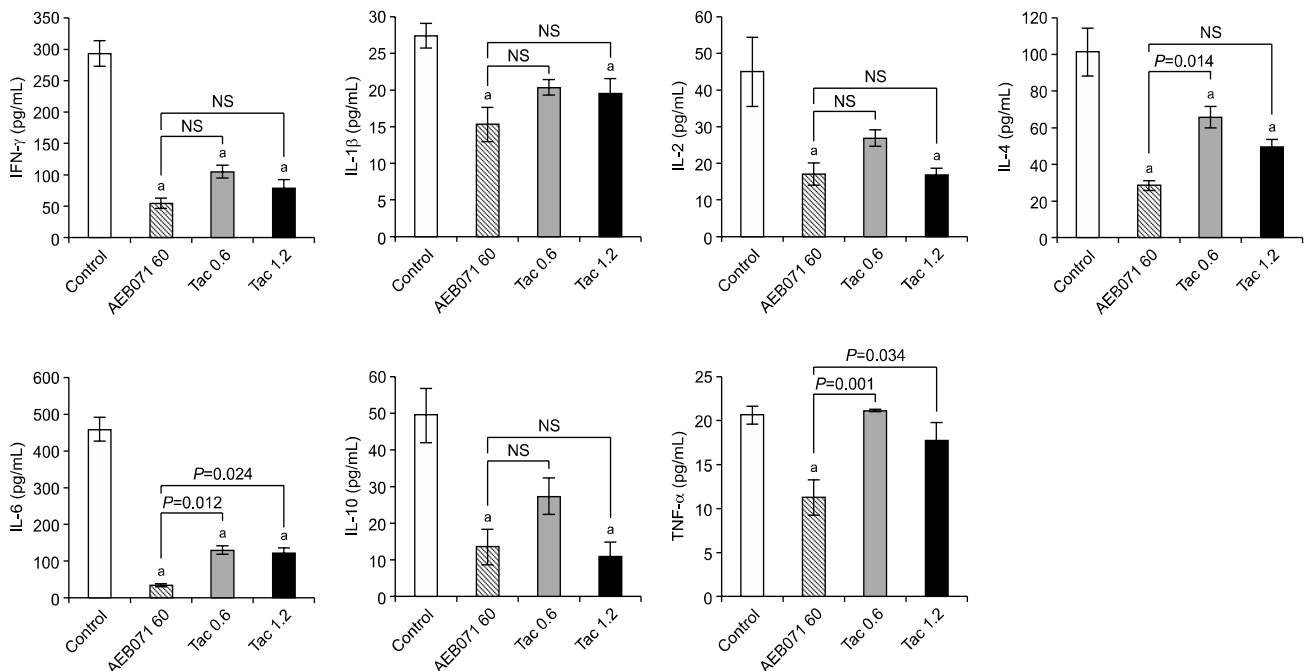 IFN-γ (pg/mL)
350
300
250
200
150
100
50
0
NS
NS
a
a
a
Control
AEB071 60
Tac 0.6
Tac 1.2
IL-1β (pg/mL)
30
25
20
15
10
5
0
NS
NS
a
a
a
Control
AEB071 60
Tac 0.6
Tac 1.2
IL-2 (pg/mL)
60
50
40
30
20
10
0
NS
NS
a
a
Control
AEB071 60
Tac 0.6
Tac 1.2
IL-4 (pg/mL)
120
100
80
60
40
20
0
NS
P=0.014
a
a
a
Control
AEB071 60
Tac 0.6
Tac 1.2
IL-6 (pg/mL)
600
500
400
300
200
100
0
P=0.024
P=0.012
a
a
a
Control
AEB071 60
Tac 0.6
Tac 1.2
IL-10 (pg/mL)
60
50
40
30
20
10
0
NS
NS
a
a
Control
AEB071 60
Tac 0.6
Tac 1.2
TNF-α (pg/mL)
25
20
15
10
5
0
P=0.034
P=0.001
a
Control
AEB071 60
Tac 0.6
Tac 1.2